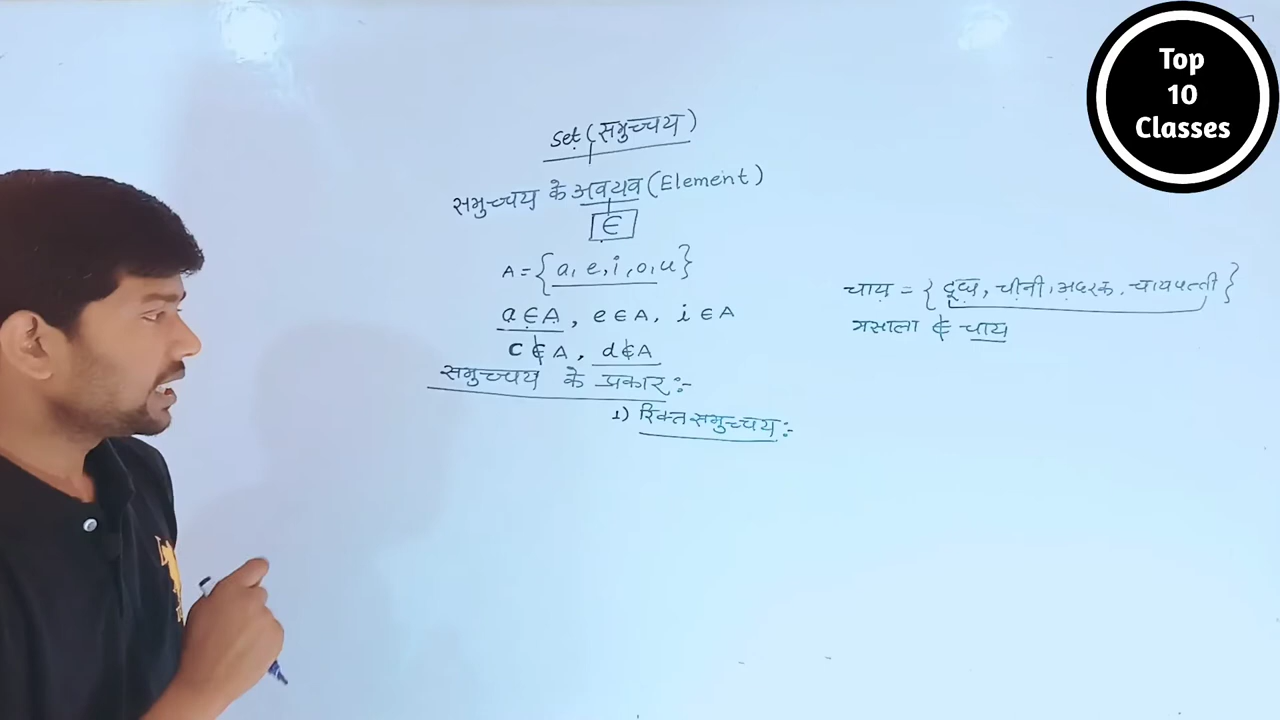 Top
10
Classes
Set (समुच्चय)
समुच्चय के अवयव (Element)
∈
A = {a, e, i, o, u}
a ∈ A, e ∈ A, i ∈ A
c ∉ A, d ∉ A
चाय = {दूध, चीनी, अदरक, चायपत्ती}
मसाला ∉ चाय
समुच्चय के प्रकार :-
1) रिक्त समुच्चय :-